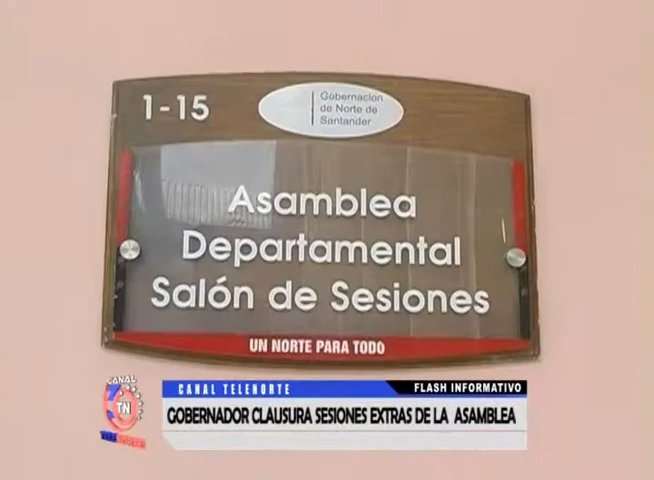 1-15
Gobernación
de Norte de
Santander
Asamblea
Departamental
Salón de Sesiones
UN NORTE PARA TODO
CANAL
TN
TELENORTE
CANAL TELENORTE
FLASH INFORMATIVO
GOBERNADOR CLAUSURA SESIONES EXTRAS DE LA ASAMBLEA